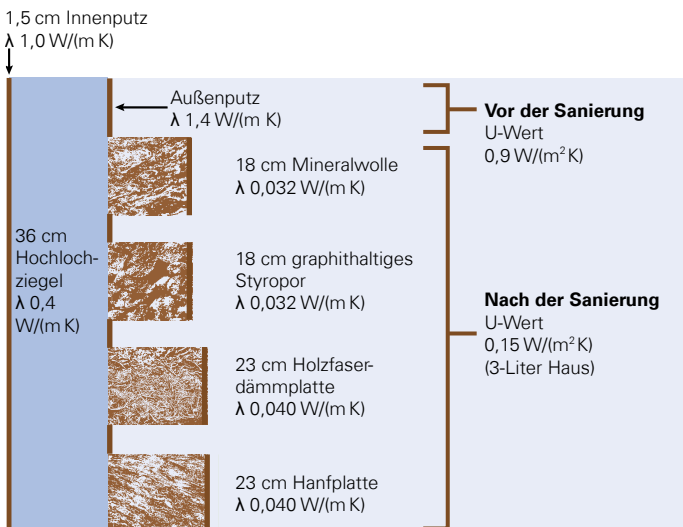 1,5 cm Innenputz
λ 1,0 W/(m K)
Außenputz
λ 1,4 W/(m K)
Vor der Sanierung
U-Wert
0,9 W/(m² K)
18 cm Mineralwolle
λ 0,032 W/(m K)
36 cm
Hochloch-
ziegel
λ 0,4
W/(m K)
18 cm graphithaltiges
Styropor
λ 0,032 W/(m K)
Nach der Sanierung
U-Wert
0,15 W/(m² K)
(3-Liter Haus)
23 cm Holzfaser-
dämmplatte
λ 0,040 W/(m K)
23 cm Hanfplatte
λ 0,040 W/(m K)